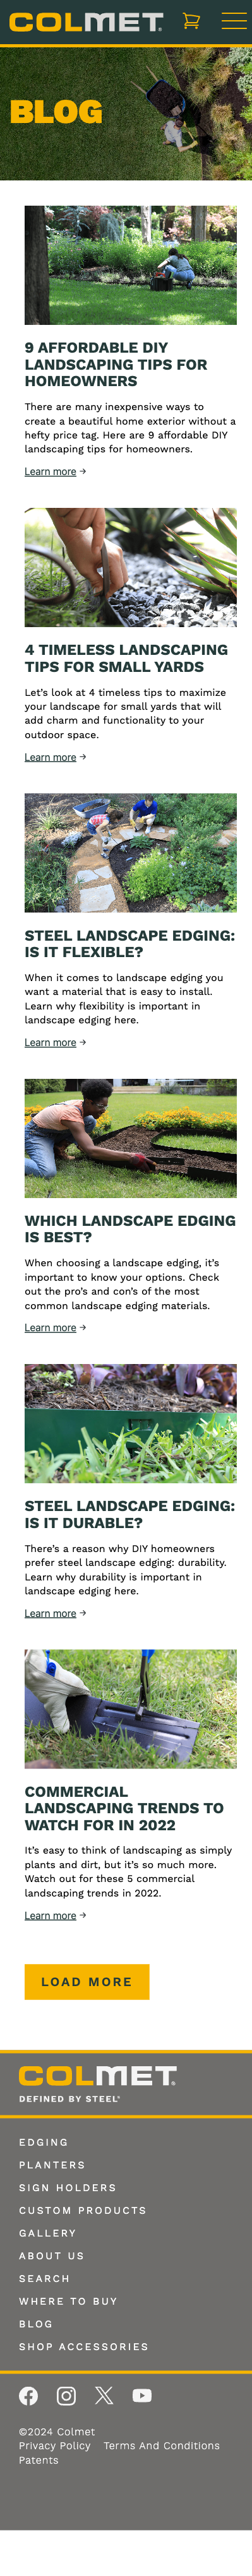 COLMET®
BLOG
9 AFFORDABLE DIY
LANDSCAPING TIPS FOR
HOMEOWNERS
There are many inexpensive ways to
create a beautiful home exterior without a
hefty price tag. Here are 9 affordable DIY
landscaping tips for homeowners.
Learn more →
4 TIMELESS LANDSCAPING
TIPS FOR SMALL YARDS
Let’s look at 4 timeless tips to maximize
your landscape for small yards that will
add charm and functionality to your
outdoor space.
Learn more →
STEEL LANDSCAPE EDGING:
IS IT FLEXIBLE?
When it comes to landscape edging you
want a material that is easy to install.
Learn why flexibility is important in
landscape edging here.
Learn more →
WHICH LANDSCAPE EDGING
IS BEST?
When choosing a landscape edging, it’s
important to know your options. Check
out the pro’s and con’s of the most
common landscape edging materials.
Learn more →
STEEL LANDSCAPE EDGING:
IS IT DURABLE?
There’s a reason why DIY homeowners
prefer steel landscape edging: durability.
Learn why durability is important in
landscape edging here.
Learn more →
COMMERCIAL
LANDSCAPING TRENDS TO
WATCH FOR IN 2022
It’s easy to think of landscaping as simply
plants and dirt, but it’s so much more.
Watch out for these 5 commercial
landscaping trends in 2022.
Learn more →
LOAD MORE
COLMET®
DEFINED BY STEEL®
EDGING
PLANTERS
SIGN HOLDERS
CUSTOM PRODUCTS
GALLERY
ABOUT US
SEARCH
WHERE TO BUY
BLOG
SHOP ACCESSORIES
©2024 Colmet
Privacy Policy Terms And Conditions
Patents